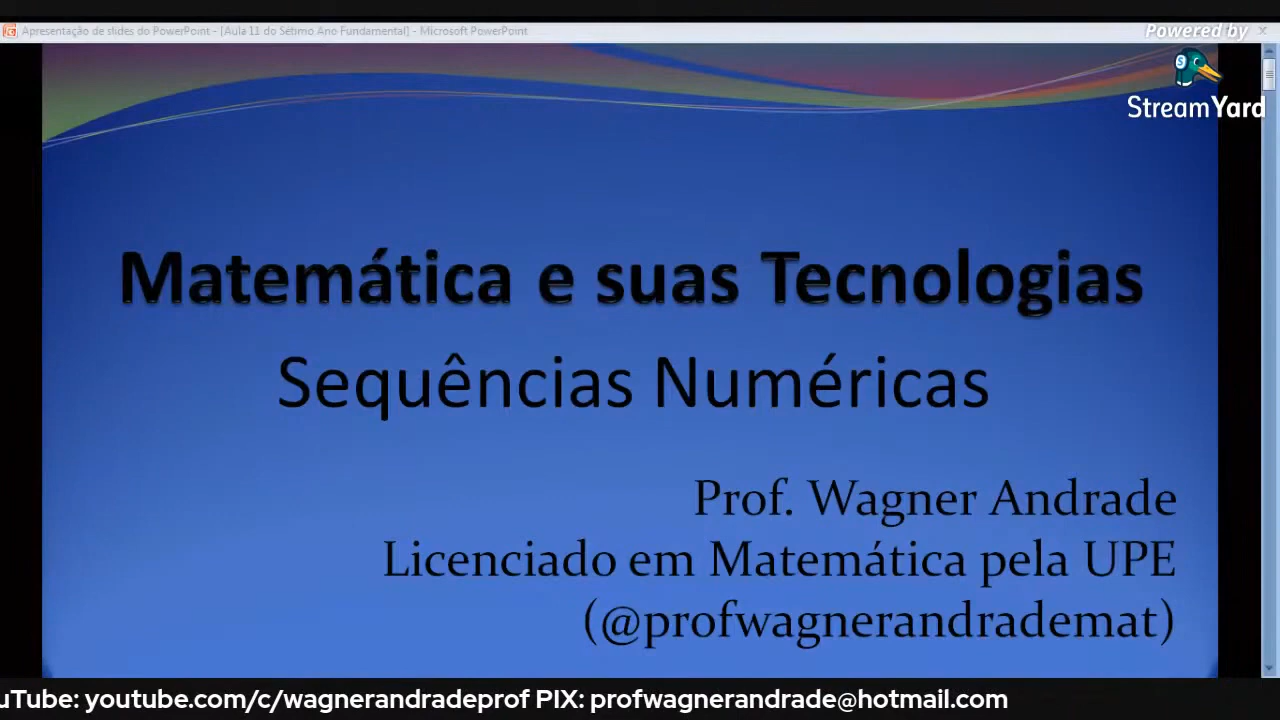 Apresentação de slides do PowerPoint - [Aula 11 do Sétimo Ano Fundamental] - Microsoft PowerPoint
Powered by
StreamYard
Matemática e suas Tecnologias
Sequências Numéricas
Prof. Wagner Andrade
Licenciado em Matemática pela UPE
(@profwagnerandrademat)
uTube: youtube.com/c/wagnerandradeprof PIX: profwagnerandrade@hotmail.com